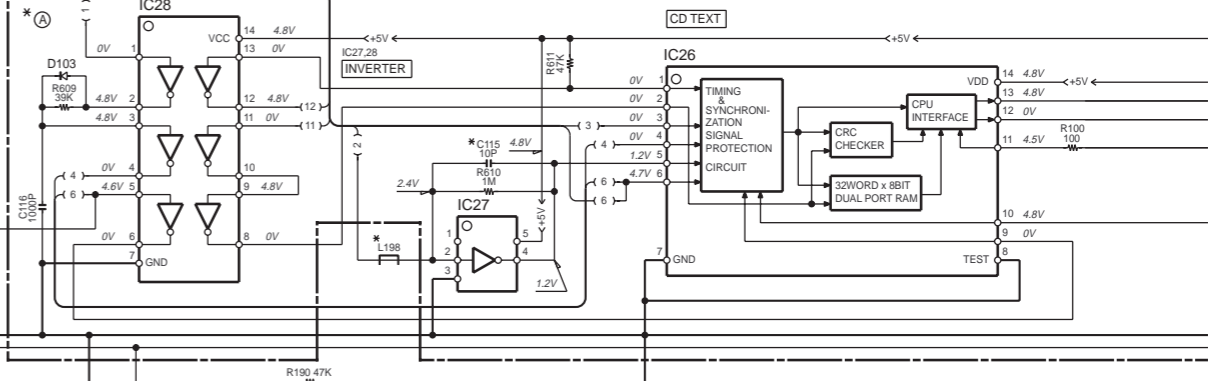 IC28
* A
1
CD TEXT
VCC
14 4.8V
+5V
+5V
0V
1
13 0V
IC27,28
INVERTER
R611
47K
IC26
D103
R609
39K
4.8V 2
12 4.8V
12
4.8V 3
11 0V
11
0V 4
4
10
4.6V 5
6
9 4.8V
C116
1000P
0V 6
8 0V
7 GND
2
*C115
10P
R610
1M
4.8V
2.4V
IC27
+5V
1
2
3
5
4
1.2V
*
L198
0V 1
0V 2
3
0V 3
4
0V 4
1.2V 5
6
4.7V 6
6
TIMING
&
SYNCHRONI-
ZATION
SIGNAL
PROTECTION
CIRCUIT
CRC
CHECKER
32WORD x 8BIT
DUAL PORT RAM
CPU
INTERFACE
VDD
14 4.8V
+5V
13 4.8V
12 0V
11 4.5V
R100
100
10 4.8V
9 0V
7
GND
TEST
8
R190 47K